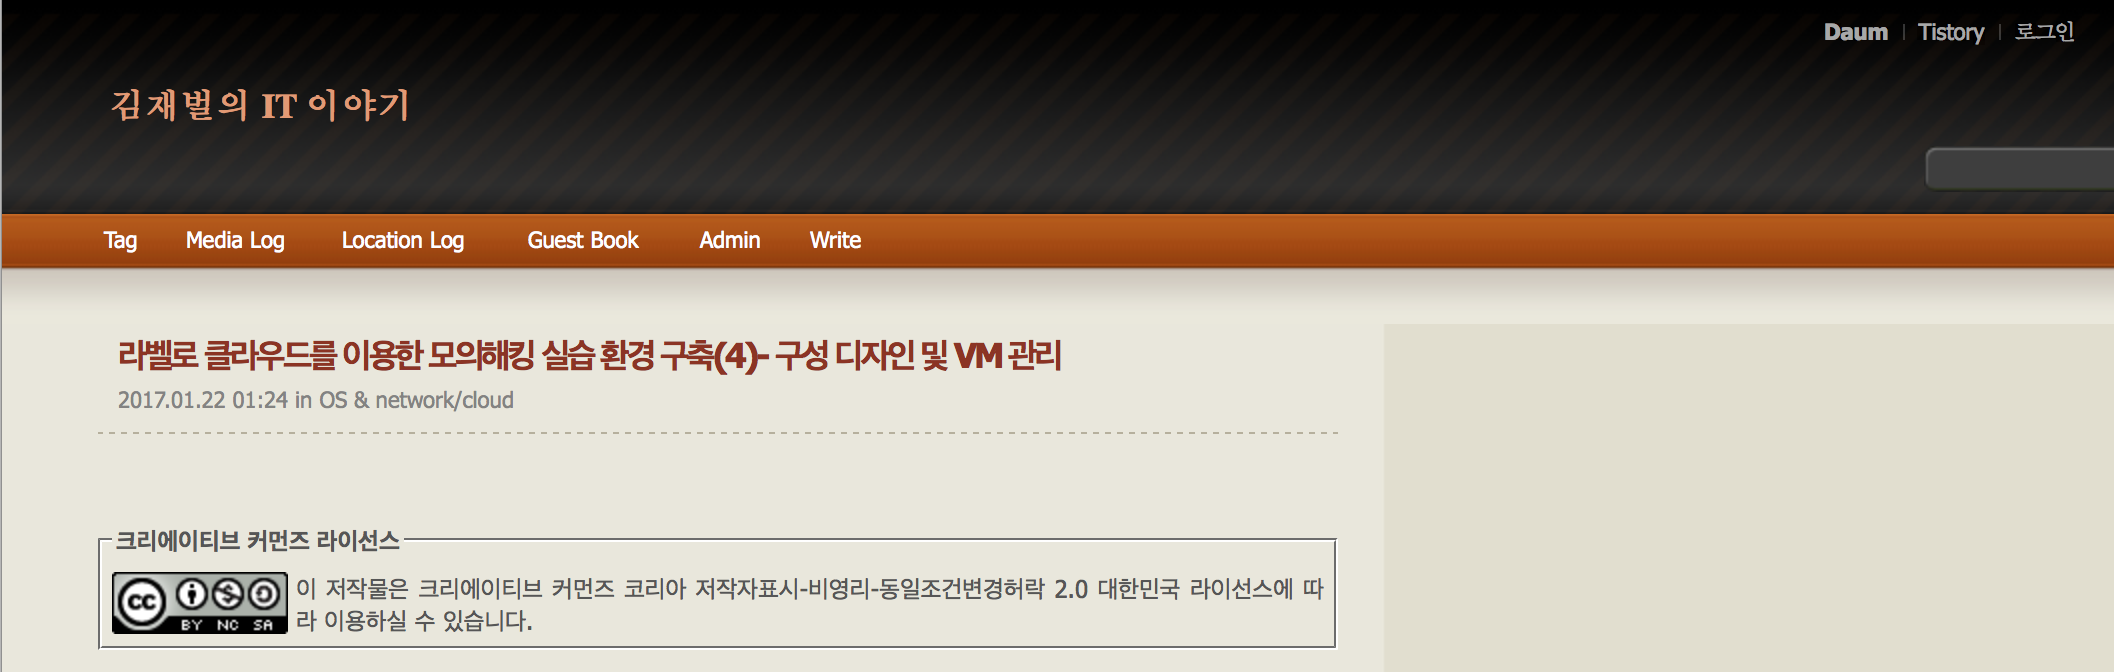 Daum | Tistory | 로그인
김재벌의 IT 이야기
Tag Media Log Location Log Guest Book Admin Write
라벨로 클라우드를 이용한 모의해킹 실습 환경 구축(4)- 구성 디자인 및 VM 관리
2017.01.22 01:24 in OS & network/cloud
크리에이티브 커먼즈 라이선스
이 저작물은 크리에이티브 커먼즈 코리아 저작자표시-비영리-동일조건변경허락 2.0 대한민국 라이선스에 따
라 이용하실 수 있습니다.
cc BY NC SA